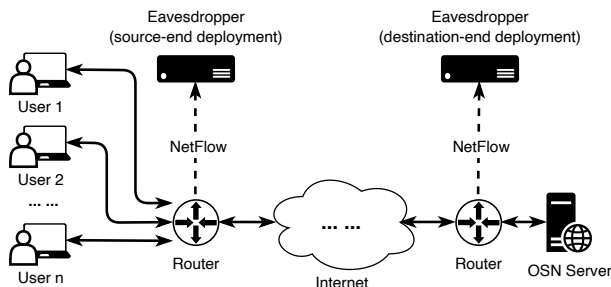 Eavesdropper
(source-end deployment)
Eavesdropper
(destination-end deployment)
User 1
NetFlow
NetFlow
User 2
... ...
... ...
User n
Router
Internet
Router
OSN Server